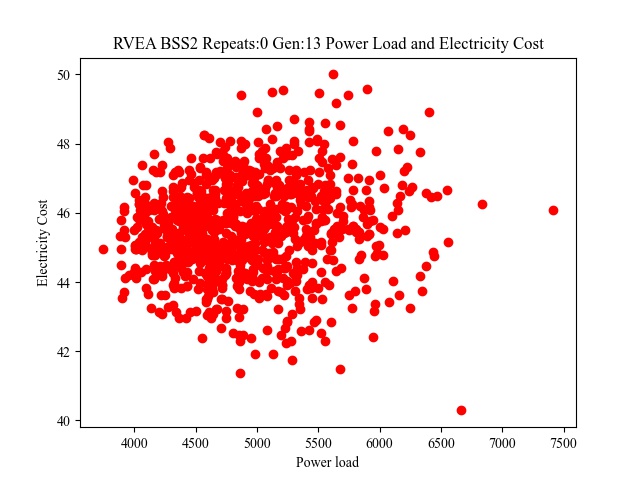 RVEA BSS2 Repeats:0 Gen:13 Power Load and Electricity Cost
50
48
46
44
42
40
Electricity Cost
4000 4500 5000 5500 6000 6500 7000 7500
Power load